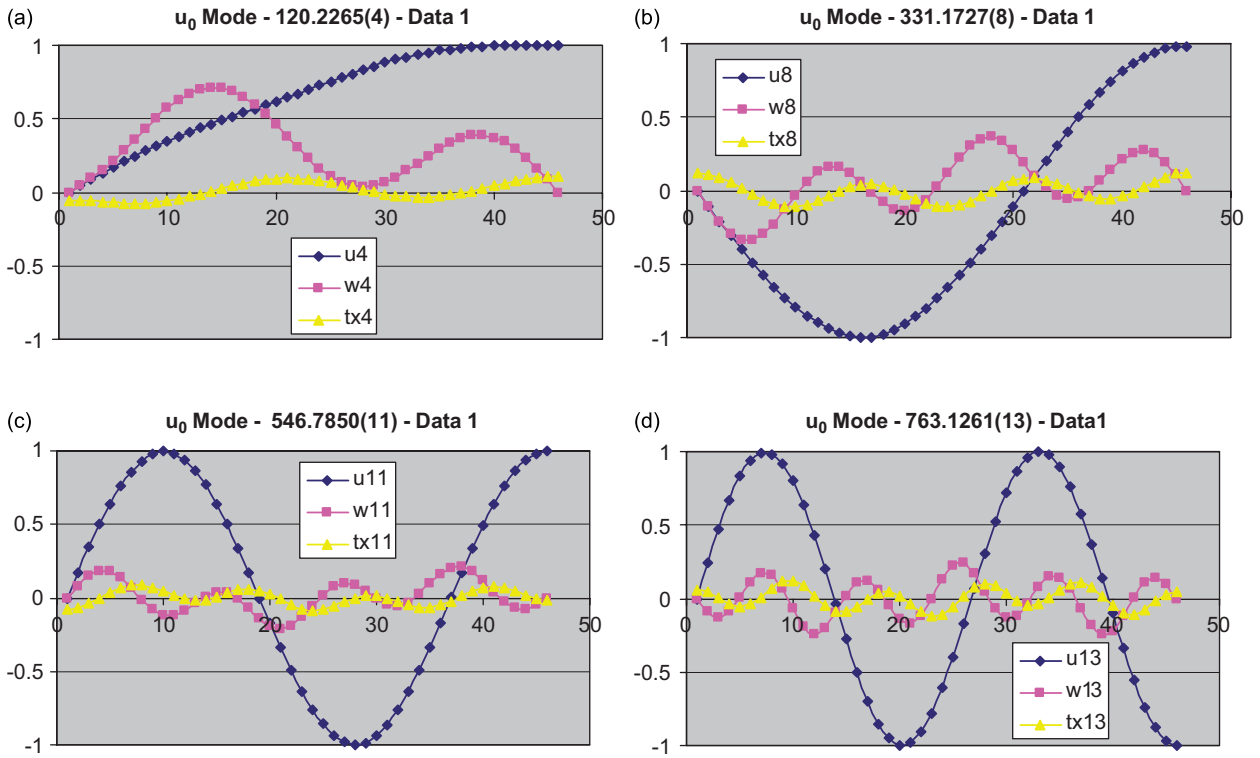 (a) u0 Mode - 120.2265(4) - Data 1
1
0.5
0
-0.5
-1
0 10 20 30 40 50
u4
w4
tx4
(b) u0 Mode - 331.1727(8) - Data 1
1
0.5
0
-0.5
-1
0 10 20 30 40 50
u8
w8
tx8
(c) u0 Mode - 546.7850(11) - Data 1
1
0.5
0
-0.5
-1
0 10 20 30 40 50
u11
w11
tx11
(d) u0 Mode - 763.1261(13) - Data1
1
0.5
0
-0.5
-1
0 10 20 30 40 50
u13
w13
tx13